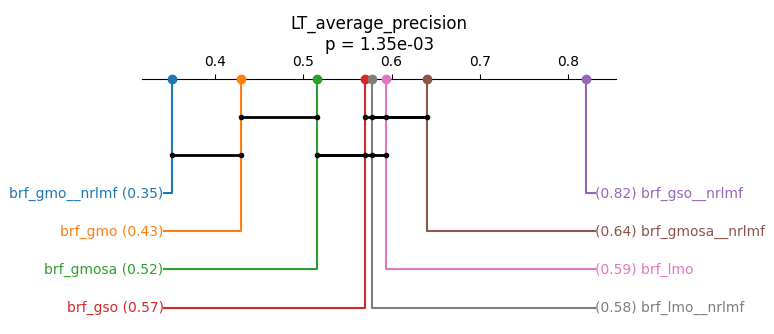 LT_average_precision
p = 1.35e-03
0.4 0.5 0.6 0.7 0.8
brf_gmo__nrlmf (0.35) (0.82) brf_gso__nrlmf
brf_gmo (0.43) (0.64) brf_gmosa__nrlmf
brf_gmosa (0.52) (0.59) brf_lmo
brf_gso (0.57) (0.58) brf_lmo__nrlmf